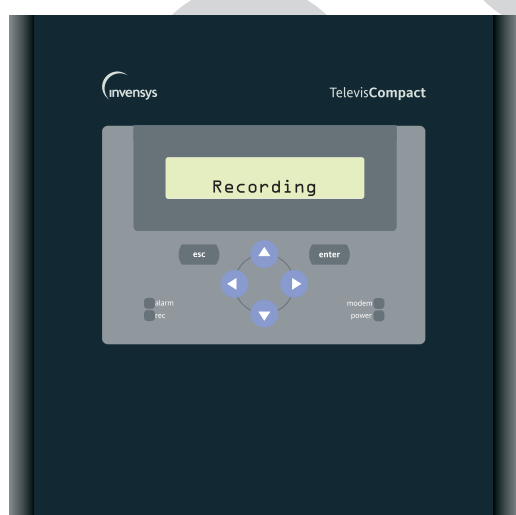 invensys
TelevisCompact
Recording
esc
enter
alarm
modem
rec
power